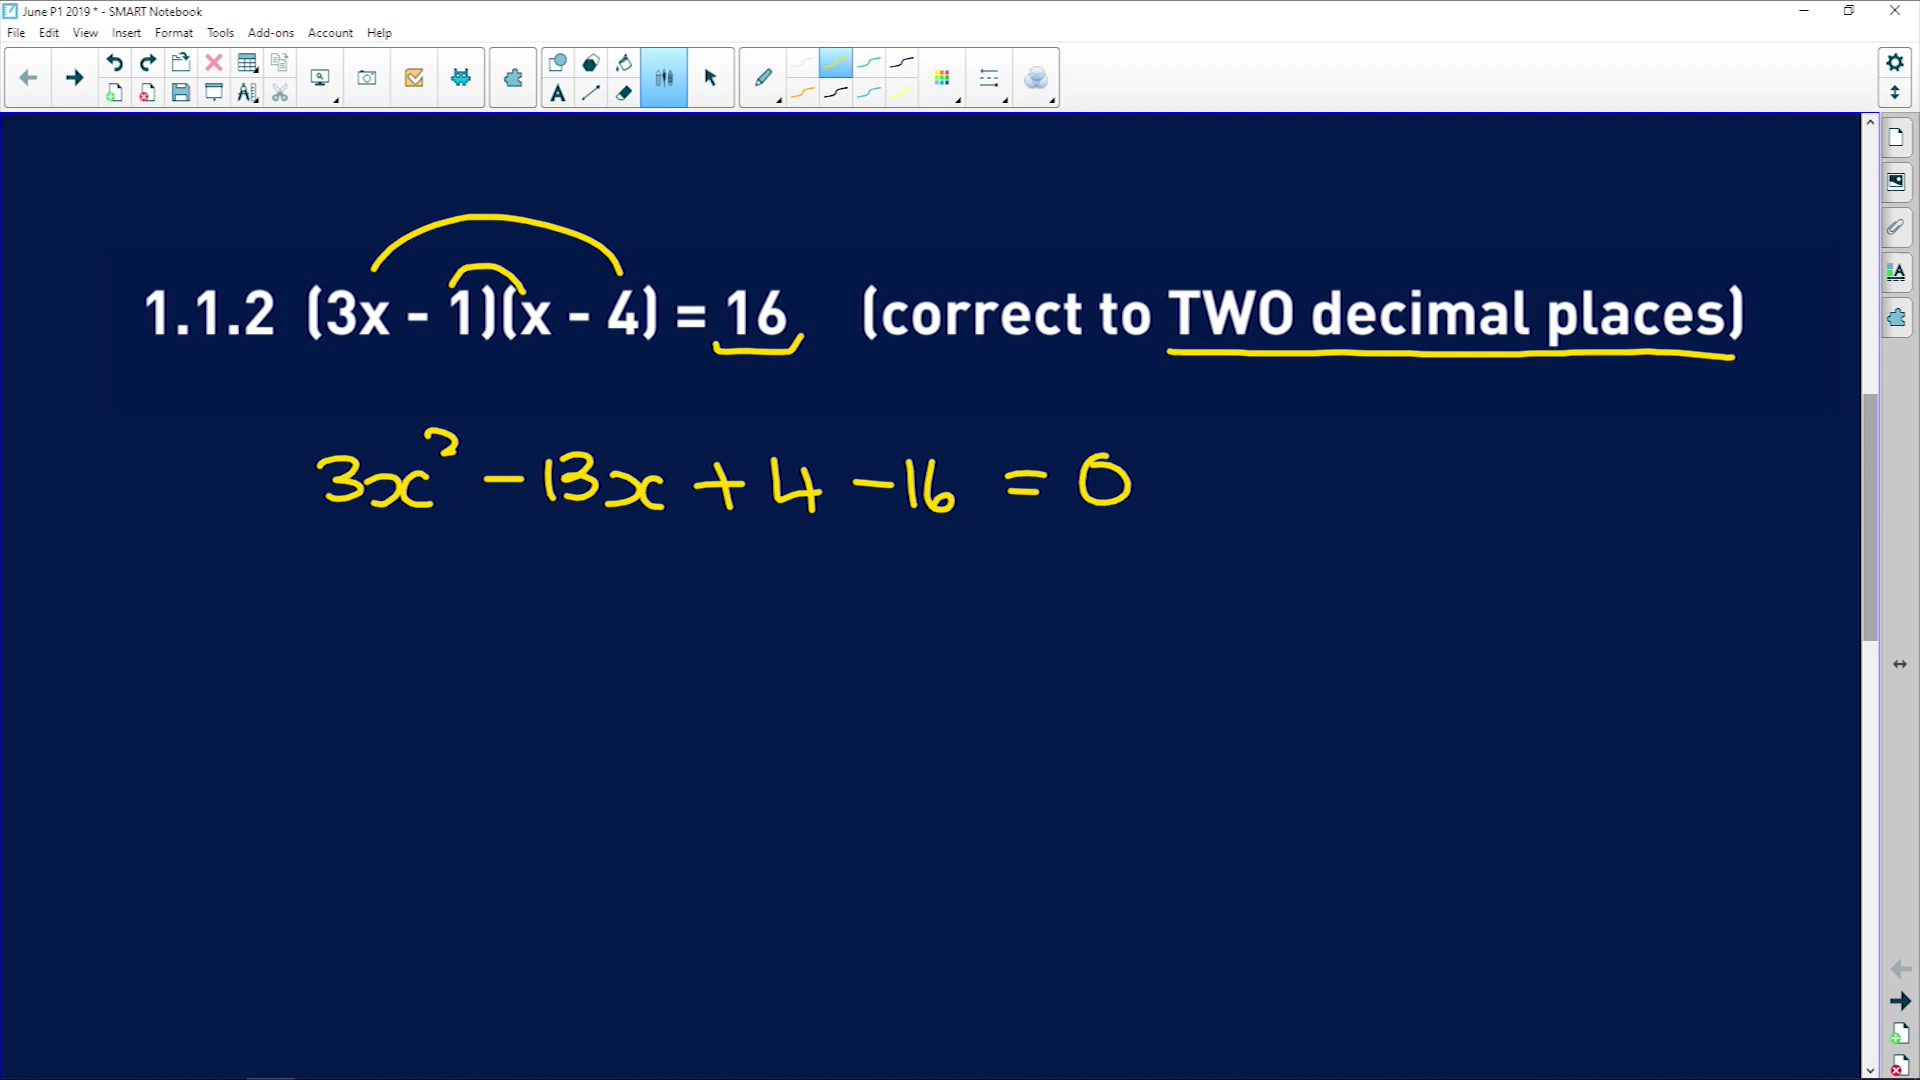 June P1 2019 * - SMART Notebook
File Edit View Insert Format Tools Add-ons Account Help
1.1.2 (3x - 1)(x - 4) = 16 (correct to TWO decimal places)
3x² - 13x + 4 - 16 = 0